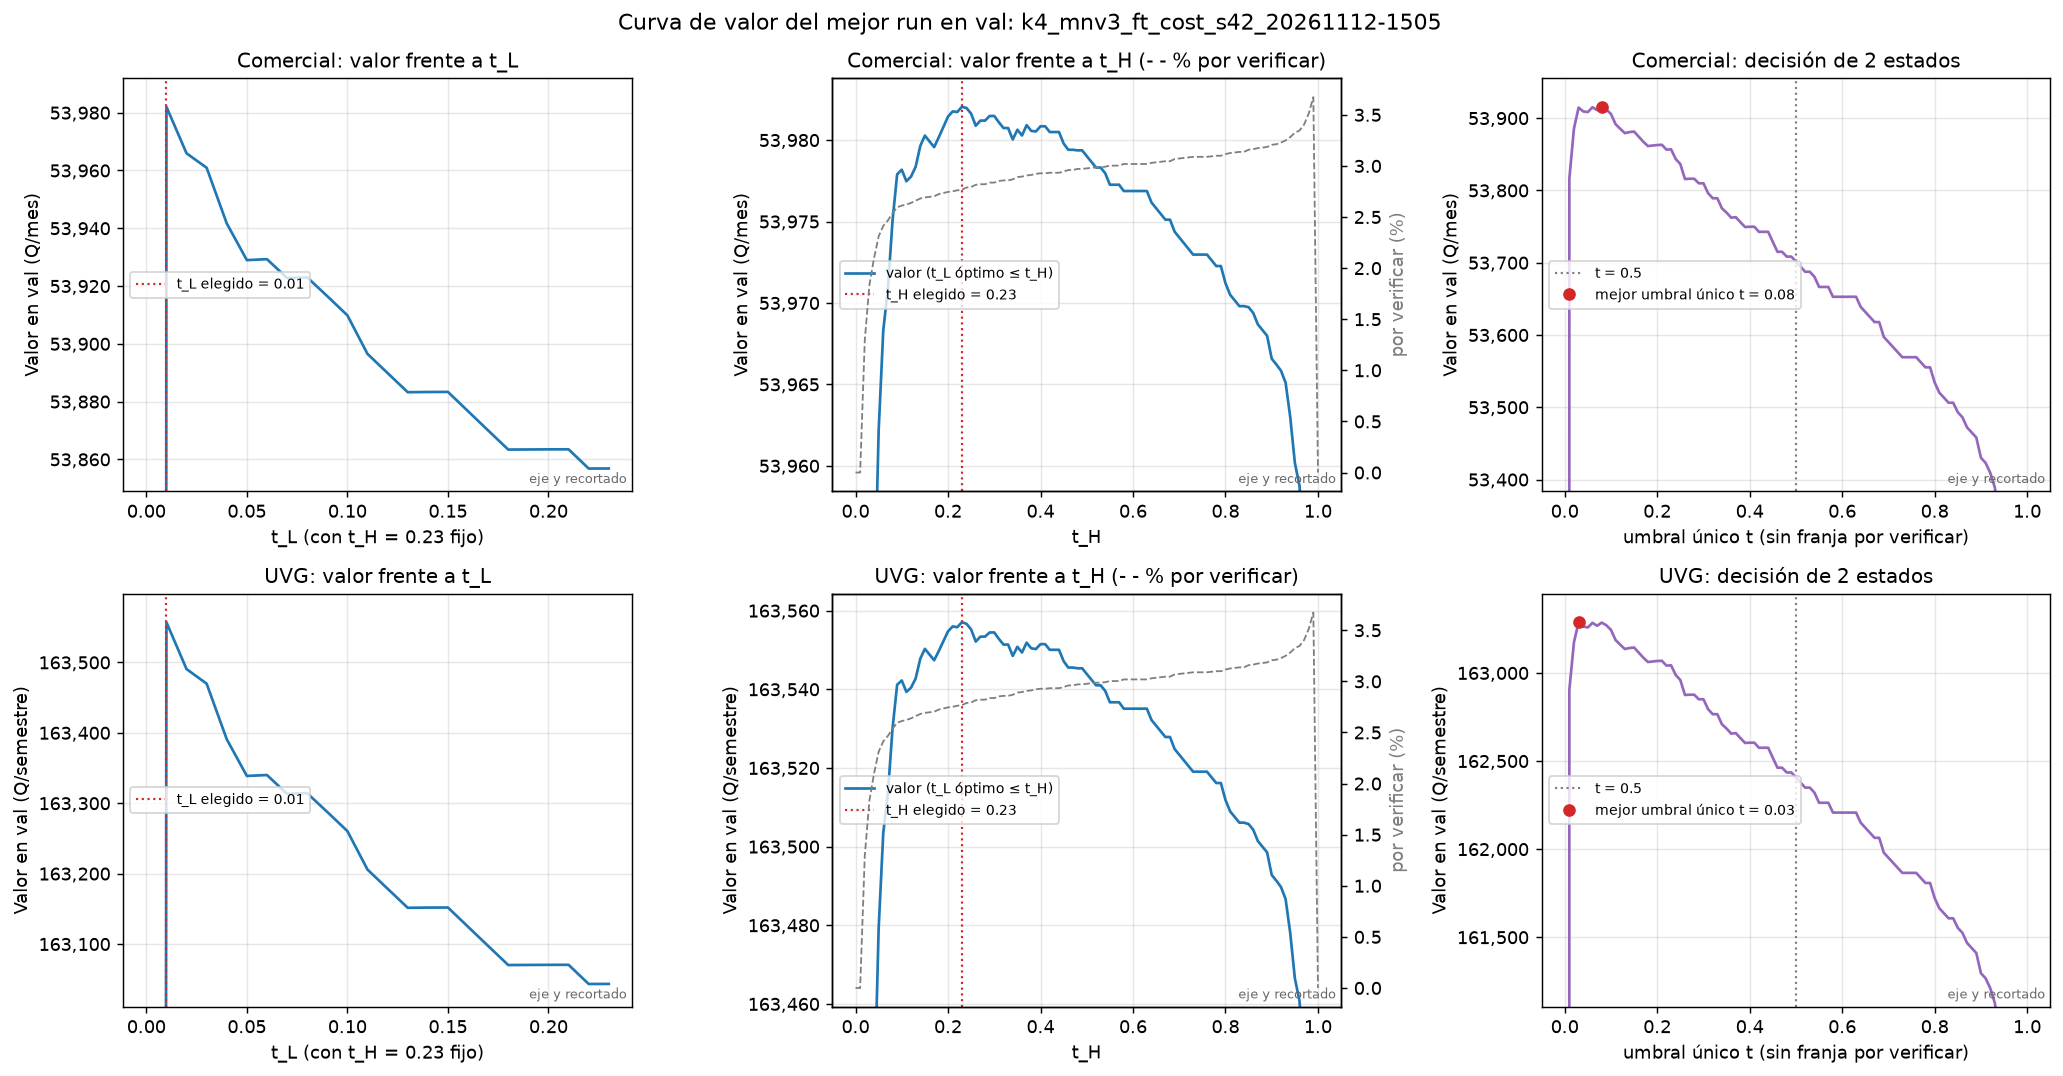 Curva de valor del mejor run en val: k4_mnv3_ft_cost_s42_20261112-1505
Comercial: valor frente a t_L
Valor en val (Q/mes)
53,980
53,960
53,940
53,920
53,900
53,880
53,860
t_L elegido = 0.01
eje y recortado
0.00 0.05 0.10 0.15 0.20
t_L (con t_H = 0.23 fijo)
Comercial: valor frente a t_H (- - % por verificar)
Valor en val (Q/mes)
53,980
53,975
53,970
53,965
53,960
valor (t_L óptimo ≤ t_H)
t_H elegido = 0.23
eje y recortado
3.5
3.0
2.5
2.0
1.5
1.0
0.5
0.0
por verificar (%)
0.0 0.2 0.4 0.6 0.8 1.0
t_H
Comercial: decisión de 2 estados
Valor en val (Q/mes)
53,900
53,800
53,700
53,600
53,500
53,400
t = 0.5
mejor umbral único t = 0.08
eje y recortado
0.0 0.2 0.4 0.6 0.8 1.0
umbral único t (sin franja por verificar)
UVG: valor frente a t_L
Valor en val (Q/semestre)
163,500
163,400
163,300
163,200
163,100
t_L elegido = 0.01
eje y recortado
0.00 0.05 0.10 0.15 0.20
t_L (con t_H = 0.23 fijo)
UVG: valor frente a t_H (- - % por verificar)
Valor en val (Q/semestre)
163,560
163,540
163,520
163,500
163,480
163,460
valor (t_L óptimo ≤ t_H)
t_H elegido = 0.23
eje y recortado
3.5
3.0
2.5
2.0
1.5
1.0
0.5
0.0
por verificar (%)
0.0 0.2 0.4 0.6 0.8 1.0
t_H
UVG: decisión de 2 estados
Valor en val (Q/semestre)
163,000
162,500
162,000
161,500
t = 0.5
mejor umbral único t = 0.03
eje y recortado
0.0 0.2 0.4 0.6 0.8 1.0
umbral único t (sin franja por verificar)